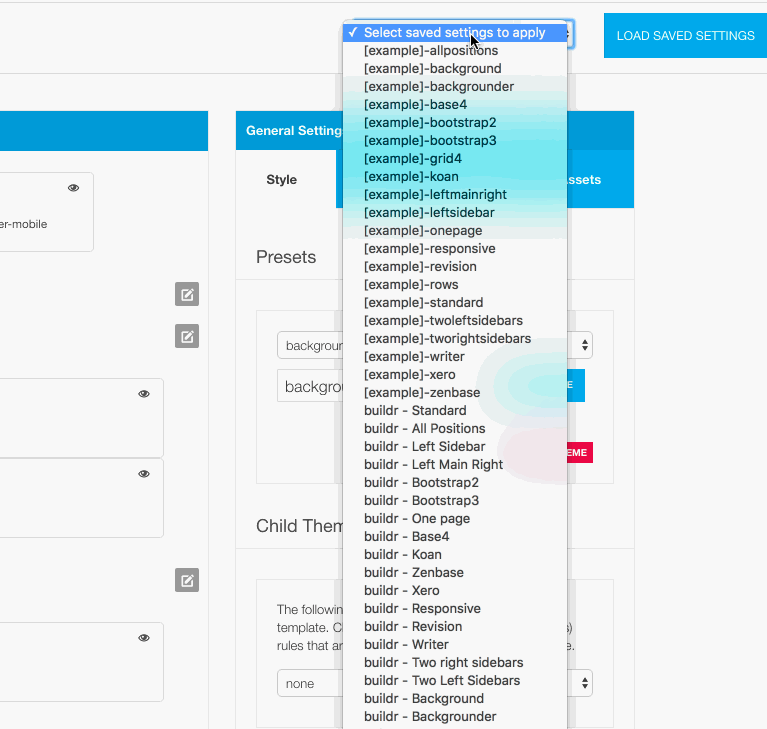 ✓ Select saved settings to apply
LOAD SAVED SETTINGS
[example]-allpositions
[example]-background
[example]-backgrounder
[example]-base4
[example]-bootstrap2
[example]-bootstrap3
[example]-grid4
[example]-koan
[example]-leftmainright
[example]-leftsidebar
[example]-onepage
[example]-responsive
[example]-revision
[example]-rows
[example]-standard
[example]-twoleftsidebars
[example]-tworightsidebars
[example]-writer
[example]-xero
[example]-zenbase
buildr - Standard
buildr - All Positions
buildr - Left Sidebar
buildr - Left Main Right
buildr - Bootstrap2
buildr - Bootstrap3
buildr - One page
buildr - Base4
buildr - Koan
buildr - Zenbase
buildr - Xero
buildr - Responsive
buildr - Revision
buildr - Writer
buildr - Two right sidebars
buildr - Two Left Sidebars
buildr - Background
buildr - Backgrounder
er-mobile
General Setting
Style
ssets
Presets
backgroun
backgrou
E
EME
Child Them
The followin
template. C
s)
rules that ar
e.
none